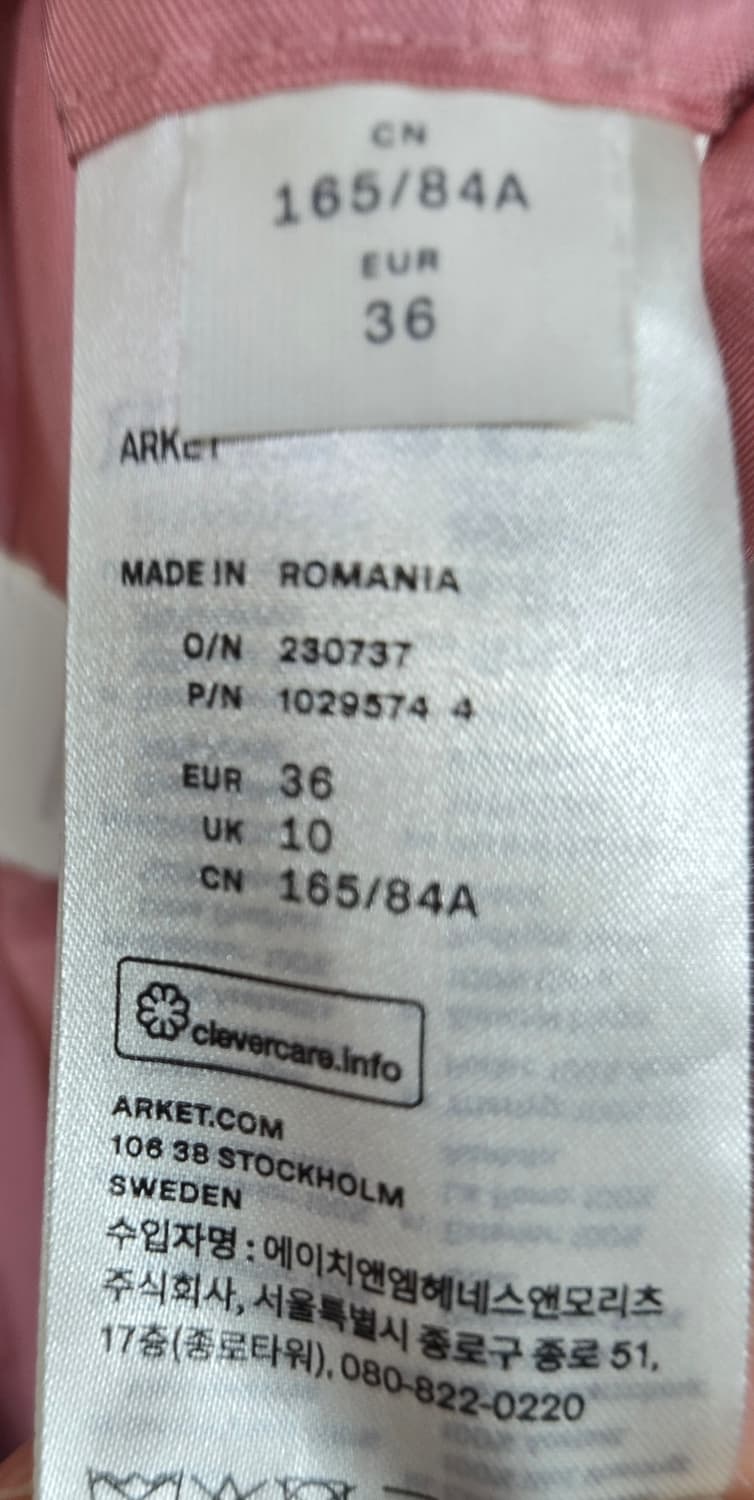 CN
165/84A
EUR
36
ARKET
MADE IN ROMANIA
O/N 230737
P/N 1029574 4
EUR 36
UK 10
CN 165/84A
clevercare.info
ARKET.COM
106 38 STOCKHOLM
SWEDEN
수입자명 : 에이치앤엠헤네스앤모리츠
주식회사, 서울특별시 종로구 종로 51,
17층(종로타워), 080-822-0220